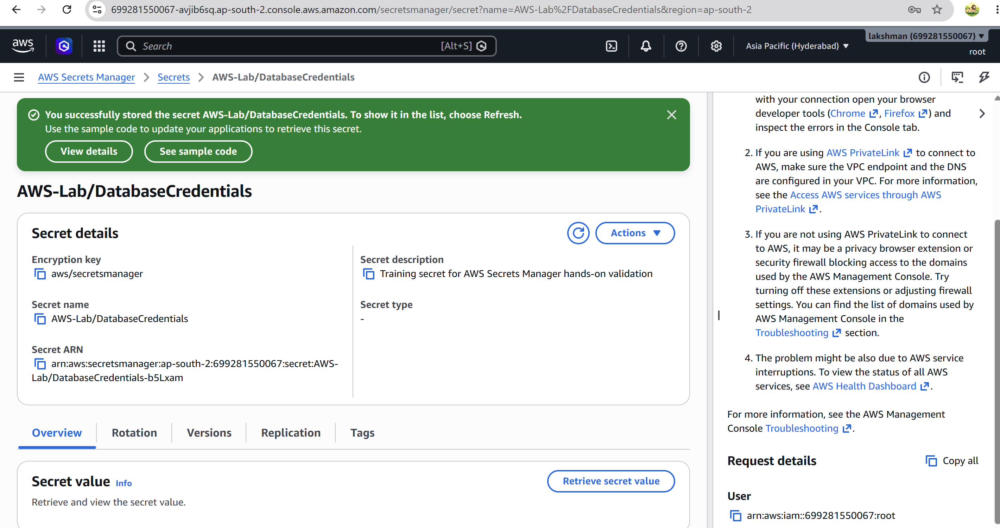 699281550067-avjib6sq.ap-south-2.console.aws.amazon.com/secretsmanager/secret?name=AWS-Lab%2FDatabaseCredentials&region=ap-south-2
aws
Search
[Alt+S]
Asia Pacific (Hyderabad)
lakshman (699281550067)
root
AWS Secrets Manager
Secrets
AWS-Lab/DatabaseCredentials
You successfully stored the secret AWS-Lab/DatabaseCredentials. To show it in the list, choose Refresh.
Use the sample code to update your applications to retrieve this secret.
View details
See sample code
AWS-Lab/DatabaseCredentials
Secret details
Actions
Encryption key
aws/secretsmanager
Secret name
AWS-Lab/DatabaseCredentials
Secret ARN
arn:aws:secretsmanager:ap-south-2:699281550067:secret:AWS-
Lab/DatabaseCredentials-b5Lxam
Secret description
Training secret for AWS Secrets Manager hands-on validation
Secret type
-
Overview
Rotation
Versions
Replication
Tags
Secret value Info
Retrieve secret value
Retrieve and view the secret value.
with your connection open your browser
developer tools (Chrome, Firefox) and
inspect the errors in the Console tab.
2. If you are using AWS PrivateLink to connect to
AWS, make sure the VPC endpoint and the DNS
are configured in your VPC. For more information,
see the Access AWS services through AWS
PrivateLink.
3. If you are not using AWS PrivateLink to connect
to AWS, it may be a privacy browser extension or
security firewall blocking access to the domains
used by the AWS Management Console. Try
turning off these extensions or adjusting firewall
settings. You can find the list of domains used by
AWS Management Console in the
Troubleshooting section.
4. The problem might be also due to AWS service
interruptions. To view the status of all AWS
services, see AWS Health Dashboard.
For more information, see the AWS Management
Console Troubleshooting.
Request details
Copy all
User
arn:aws:iam::699281550067:root